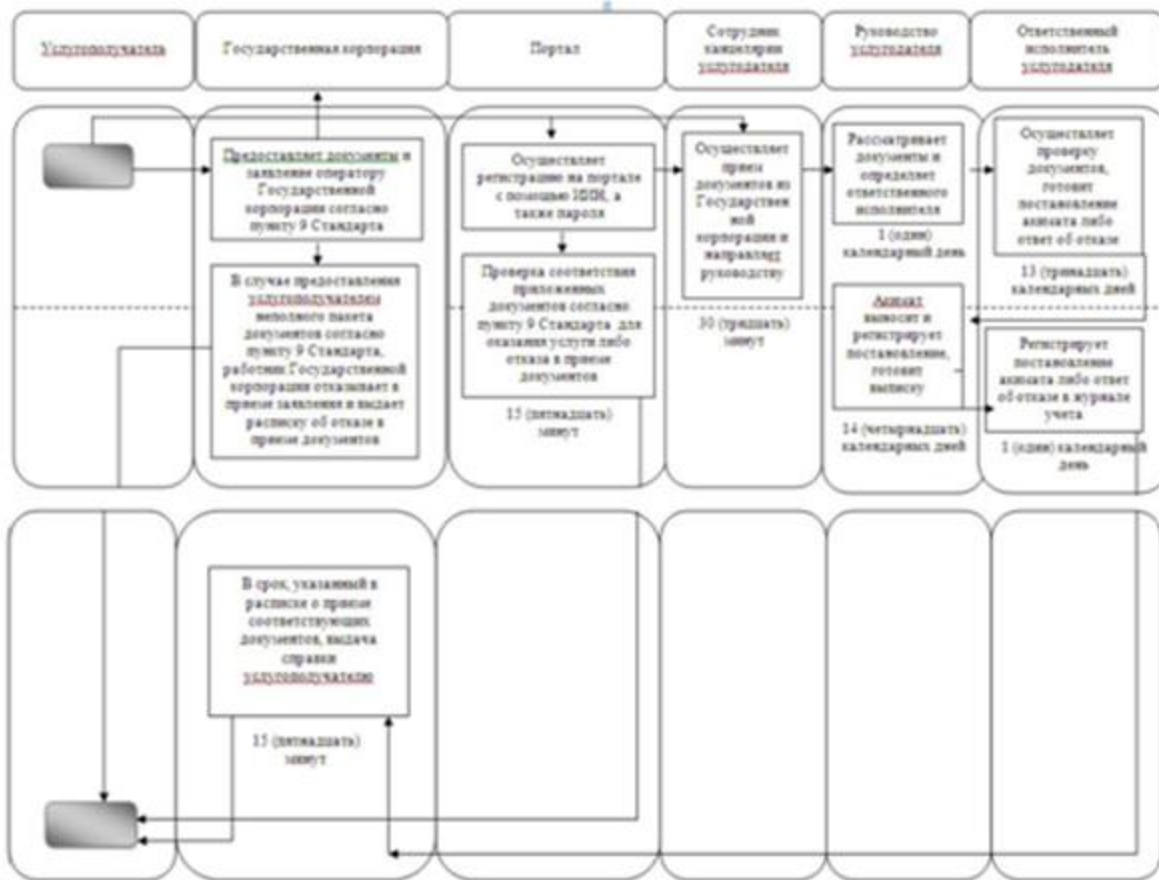 Услугополучатель
Государственная корпорация
Портал
Сотрудник
канцелярии
услугодателя
Руководство
услугодателя
Ответственный
исполнитель
услугодателя
Предоставляет документы и
заявление оператору
Государственной
корпорации согласно
пункту 9 Стандарта
Осуществляет
регистрацию на портале
с помощью ИИН, а
также пароля
Осуществляет
прием
документов из
Государствен
ной
корпорации и
направляет
руководству
Рассматривает
документы и
определяет
ответственного
исполнителя
1 (один)
календарный день
Осуществляет
проверку
документов,
готовит
постановление
акимата либо
ответ об отказе
13 (тринадцать)
календарных дней
В случае предоставления
услугополучателем
неполного пакета
документов согласно
пункту 9 Стандарта,
работник Государственной
корпорации отказывает в
приеме заявления и выдает
расписку об отказе в
приеме документов
Проверка соответствия
приложенных
документов согласно
пункту 9 Стандарта для
оказания услуги либо
отказа в приеме
документов
15 (пятнадцать)
минут
30 (тридцать)
минут
Акимат
выносит и
регистрирует
постановление,
готовит
выписку
14 (четырнадцать)
календарных дней
Регистрирует
постановление
акимата либо ответ
об отказе в журнале
учета
1 (один) календарный
день
В срок, указанный в
расписке о приеме
соответствующих
документов, выдача
справки
услугополучателю
15 (пятнадцать)
минут